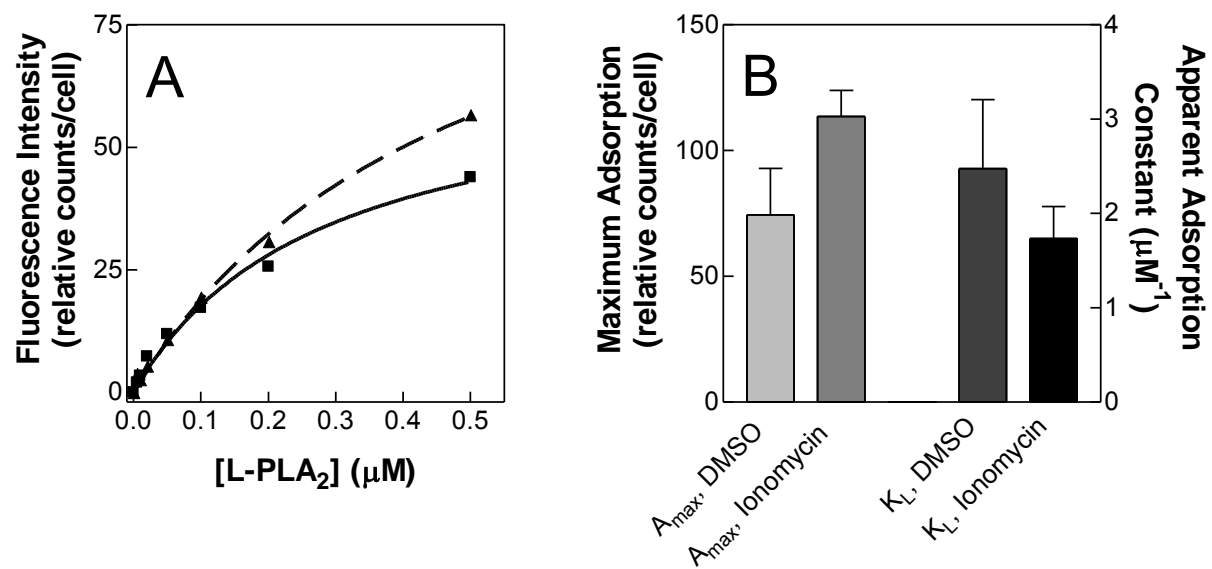 A
Fluorescence Intensity
(relative counts/cell)
75
50
25
0
0.0 0.1 0.2 0.3 0.4 0.5
[L-PLA₂] (μM)
B
Maximum Adsorption
(relative counts/cell)
150
100
50
0
4
3
2
1
0
Apparent Adsorption
Constant (μM⁻¹)
Aₘₐₓ, DMSO
Aₘₐₓ, Ionomycin
K_L, DMSO
K_L, Ionomycin